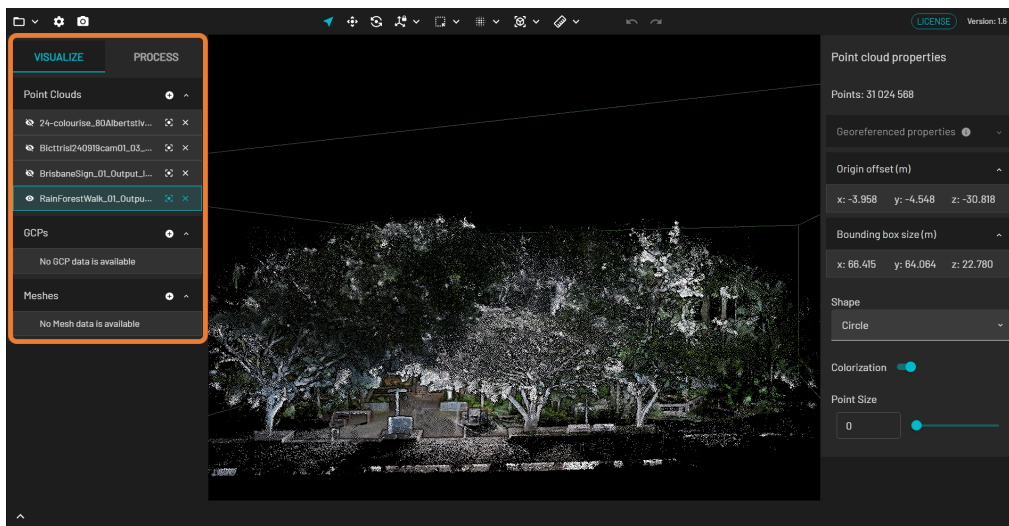 LICENSE Version: 1.6
VISUALIZE PROCESS
Point Clouds
24-colourise_80Albertstlv...
Bicttrisl240919cam01_03_...
BrisbaneSign_01_Output_l...
RainForestWalk_01_Outpu...
GCPs
No GCP data is available
Meshes
No Mesh data is available
Point cloud properties
Points: 31 024 568
Georeferenced properties
Origin offset (m)
x: -3.958 y: -4.548 z: -30.818
Bounding box size (m)
x: 66.415 y: 64.064 z: 22.780
Shape
Circle
Colorization
Point Size
0